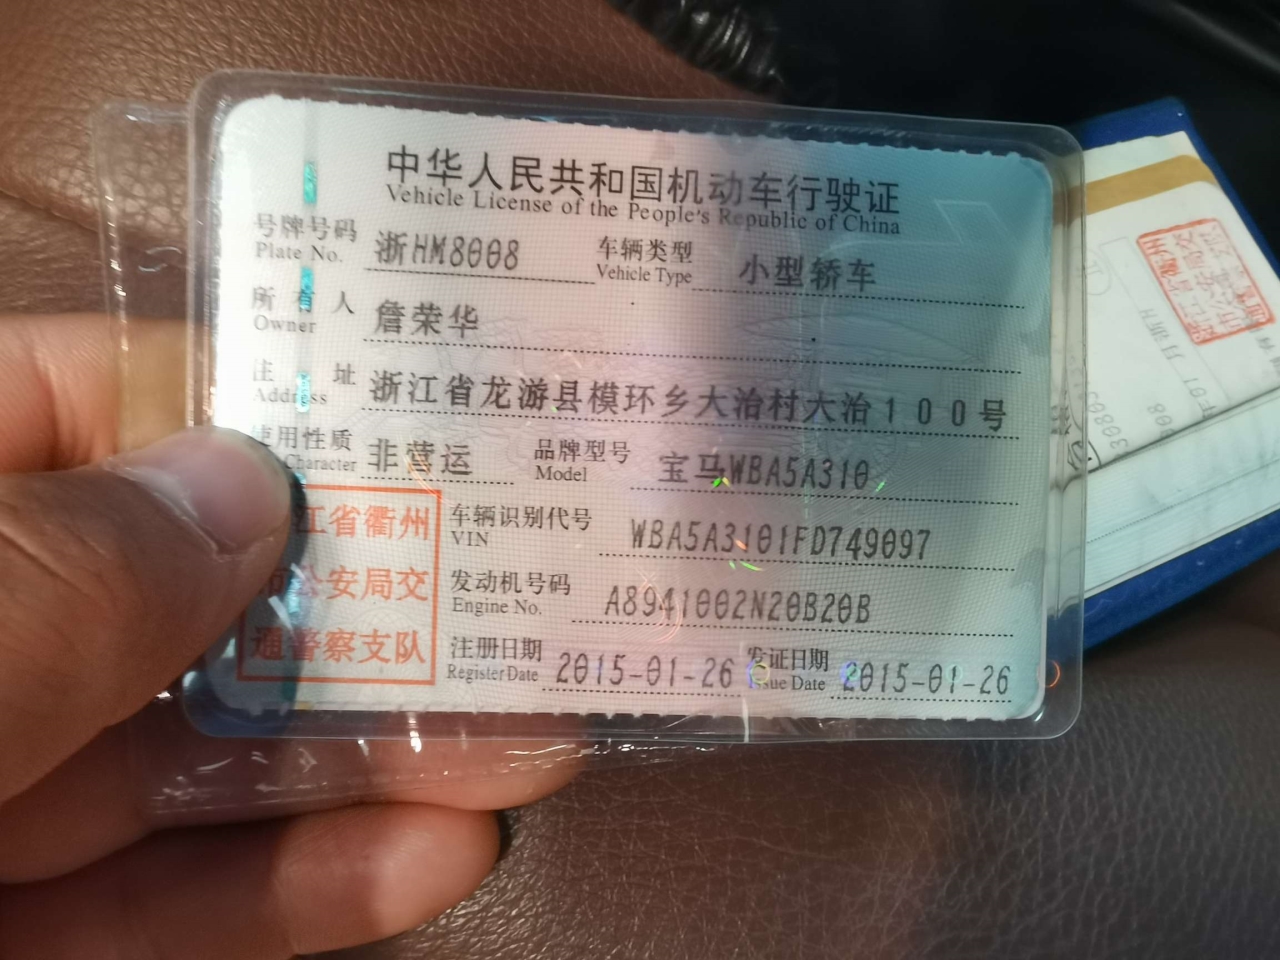 中华人民共和国机动车行驶证
Vehicle License of the People's Republic of China
号牌号码 浙HM8008 车辆类型 小型轿车
Plate No. Vehicle Type
所有人 詹荣华
Owner
注址 浙江省龙游县模环乡大冶村大冶100号
Address
使用性质 非营运 品牌型号 宝马WBA5A310
Character Model
江省衢州 车辆识别代号 WBA5A3101FD749097
VIN
公安局交 发动机号码 A8941002N20B20B
Engine No.
通警察支队 注册日期 2015-01-26 发证日期 2015-01-26
Register Date Issue Date